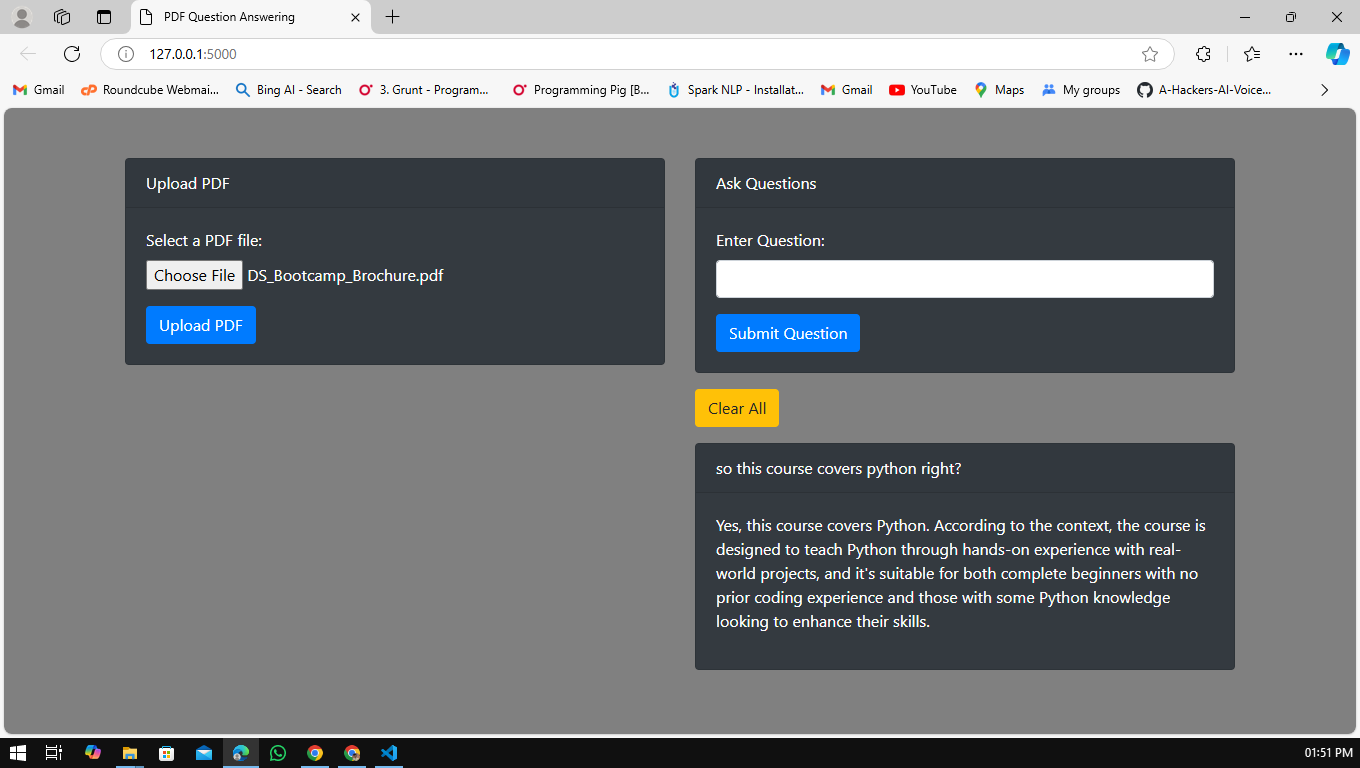 PDF Question Answering
127.0.0.1:5000
Gmail
Roundcube Webmai...
Bing AI - Search
3. Grunt - Program...
Programming Pig [B...
Spark NLP - Installat...
Gmail
YouTube
Maps
My groups
A-Hackers-AI-Voice...
Upload PDF
Select a PDF file:
Choose File DS_Bootcamp_Brochure.pdf
Upload PDF
Ask Questions
Enter Question:
Submit Question
Clear All
so this course covers python right?
Yes, this course covers Python. According to the context, the course is
designed to teach Python through hands-on experience with real-
world projects, and it's suitable for both complete beginners with no
prior coding experience and those with some Python knowledge
looking to enhance their skills.
01:51 PM